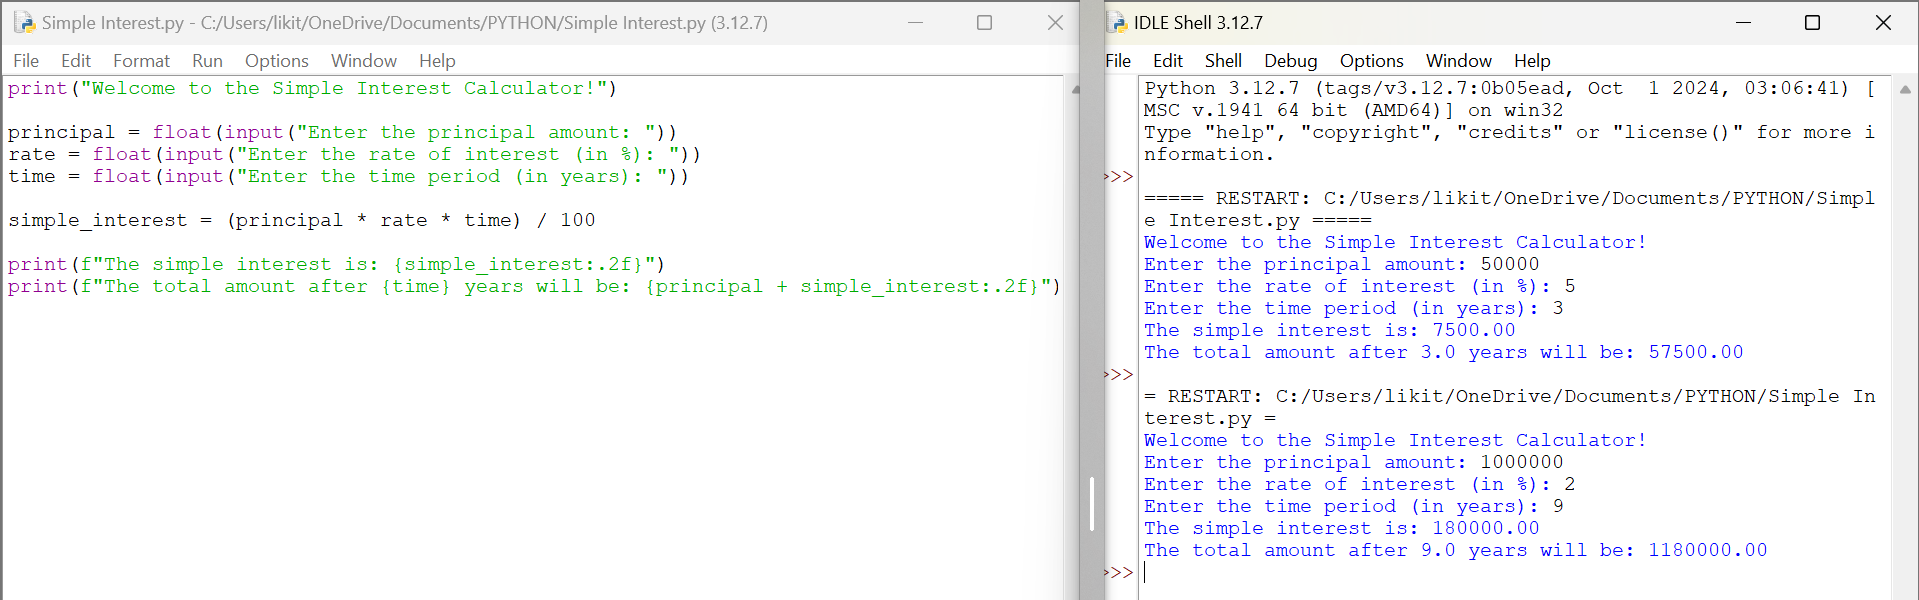 Simple Interest.py - C:/Users/likit/OneDrive/Documents/PYTHON/Simple Interest.py (3.12.7)
File Edit Format Run Options Window Help
print("Welcome to the Simple Interest Calculator!")
principal = float(input("Enter the principal amount: "))
rate = float(input("Enter the rate of interest (in %): "))
time = float(input("Enter the time period (in years): "))
simple_interest = (principal * rate * time) / 100
print(f"The simple interest is: {simple_interest:.2f}")
print(f"The total amount after {time} years will be: {principal + simple_interest:.2f}")
IDLE Shell 3.12.7
File Edit Shell Debug Options Window Help
Python 3.12.7 (tags/v3.12.7:0b05ead, Oct  1 2024, 03:06:41) [
MSC v.1941 64 bit (AMD64)] on win32
Type "help", "copyright", "credits" or "license()" for more i
nformation.
>>>
===== RESTART: C:/Users/likit/OneDrive/Documents/PYTHON/Simpl
e Interest.py =====
Welcome to the Simple Interest Calculator!
Enter the principal amount: 50000
Enter the rate of interest (in %): 5
Enter the time period (in years): 3
The simple interest is: 7500.00
The total amount after 3.0 years will be: 57500.00
>>>
= RESTART: C:/Users/likit/OneDrive/Documents/PYTHON/Simple In
terest.py =
Welcome to the Simple Interest Calculator!
Enter the principal amount: 1000000
Enter the rate of interest (in %): 2
Enter the time period (in years): 9
The simple interest is: 180000.00
The total amount after 9.0 years will be: 1180000.00
>>>